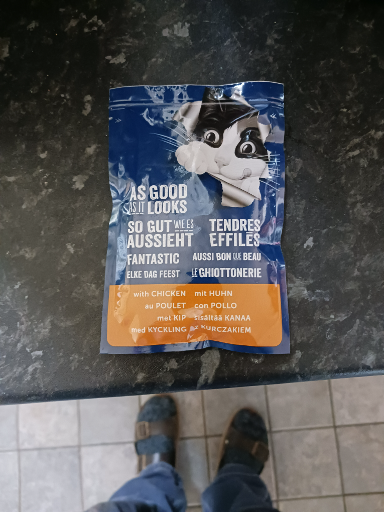 AS GOOD
AS IT LOOKS
SO GUT WIE ES
AUSSIEHT
TENDRES
EFFILÉS
FANTASTIC
AUSSI BON QUE BEAU
ELKE DAG FEEST
LE GHIOTTONERIE
with CHICKEN mit HUHN
au POULET con POLLO
met KIP sisältää KANAA
med KYCKLING KURCZAKIEM